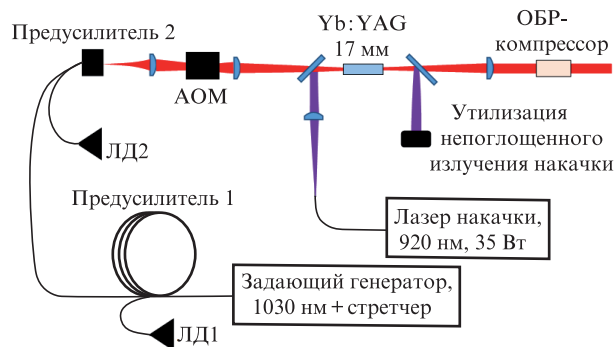 Yb:YAG
17 мм
ОБР-
компрессор
Предусилитель 2
АОМ
Утилизация
непоглощенного
излучения накачки
ЛД2
Предусилитель 1
Лазер накачки,
920 нм, 35 Вт
Задающий генератор,
1030 нм + стретчер
ЛД1